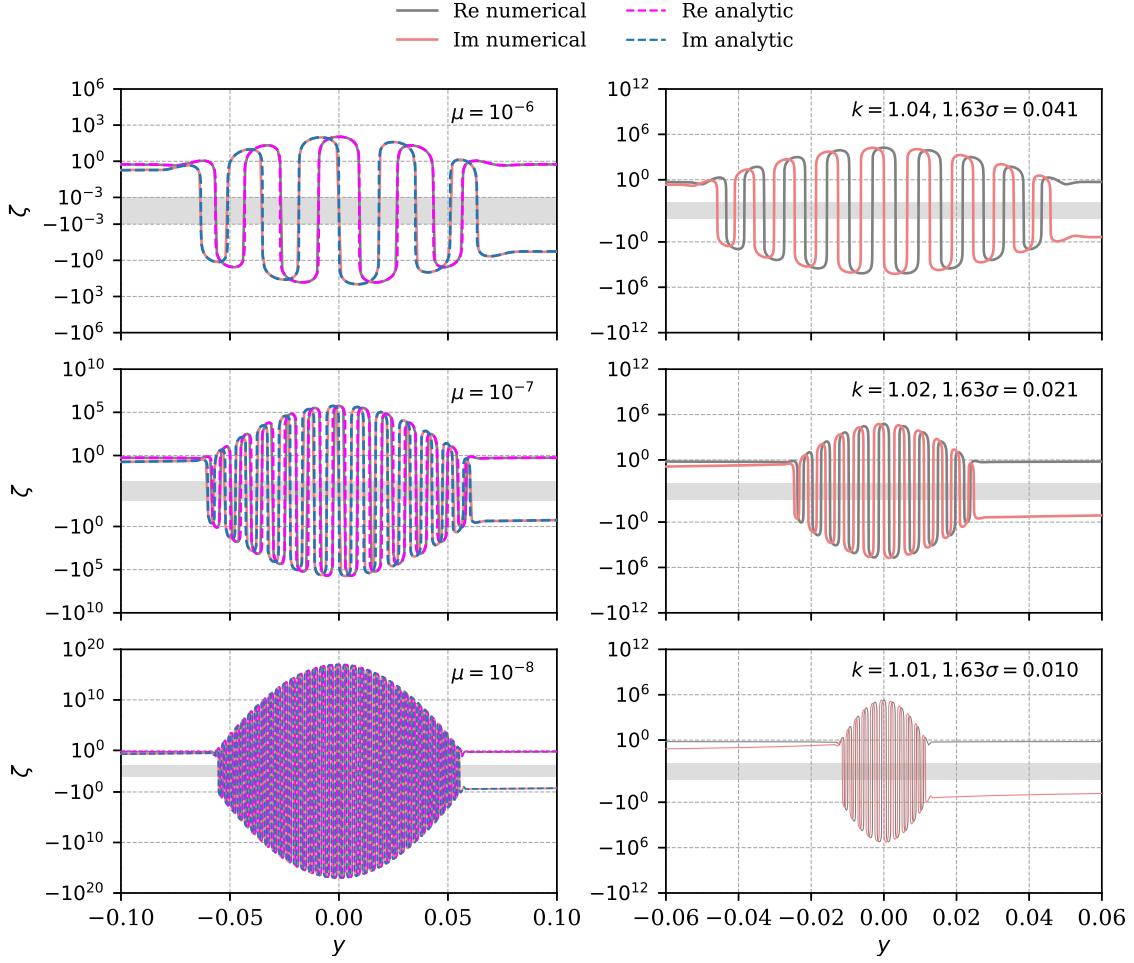 Re numerical
Im numerical
Re analytic
Im analytic
10^6
10^3
10^0
10^{-3}
−10^{-3}
−10^0
−10^3
−10^6
ζ
μ = 10^{-6}
10^12
10^6
10^0
−10^0
−10^6
−10^12
k = 1.04, 1.63σ = 0.041
10^10
10^5
10^0
−10^0
−10^5
−10^10
ζ
μ = 10^{-7}
10^12
10^6
10^0
−10^0
−10^6
−10^12
k = 1.02, 1.63σ = 0.021
10^20
10^10
10^0
−10^0
−10^10
−10^20
ζ
μ = 10^{-8}
−0.10 −0.05 0.00 0.05 0.10
y
10^12
10^6
10^0
−10^0
−10^6
−10^12
k = 1.01, 1.63σ = 0.010
−0.06 −0.04 −0.02 0.00 0.02 0.04 0.06
y